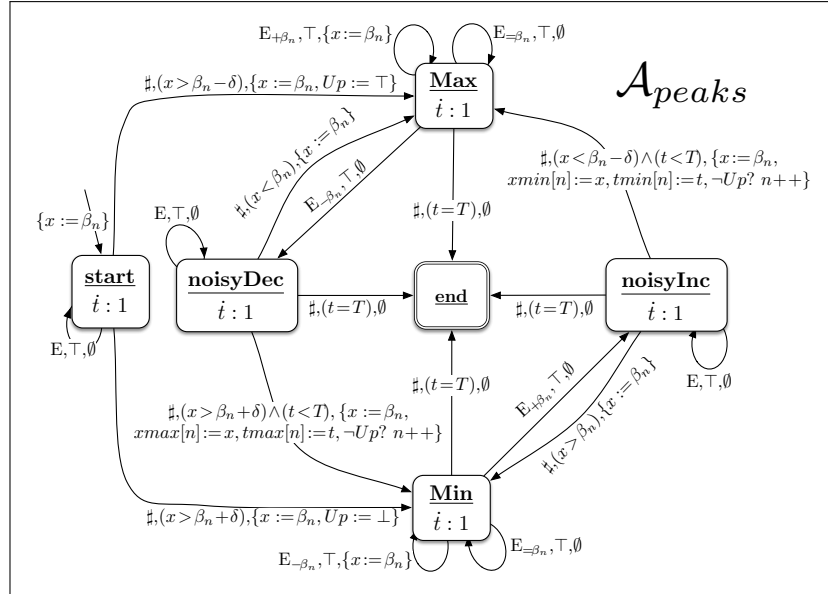 E₊βₙ,⊤,{x:=βₙ}
E₌βₙ,⊤,∅
𝒜peaks
Max
ṫ : 1
♯,(x>βₙ−δ),{x:=βₙ, Up:=⊤}
♯,(x<βₙ),{x:=βₙ}
E₋βₙ,⊤,∅
♯,(x<βₙ−δ)∧(t<T), {x:=βₙ,
xmin[n]:=x,tmin[n]:=t,¬Up? n++}
♯,(t=T),∅
{x:=βₙ}
E,⊤,∅
start
ṫ : 1
noisyDec
ṫ : 1
end
noisyInc
ṫ : 1
♯,(t=T),∅
♯,(t=T),∅
E,⊤,∅
E,⊤,∅
♯,(t=T),∅
♯,(x>βₙ+δ)∧(t<T), {x:=βₙ,
xmax[n]:=x,tmax[n]:=t,¬Up? n++}
E₊βₙ,⊤,∅
♯,(x>βₙ),{x:=βₙ}
Min
ṫ : 1
♯,(x>βₙ+δ),{x:=βₙ, Up:=⊥}
E₋βₙ,⊤,{x:=βₙ}
E₌βₙ,⊤,∅